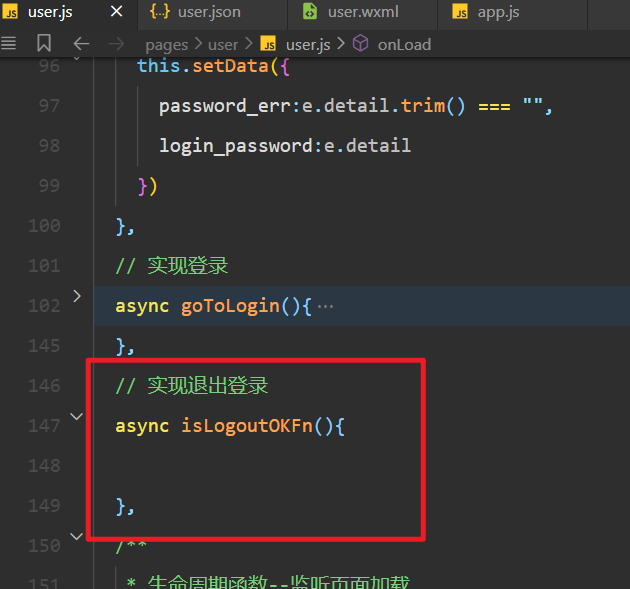 JS user.js × {..} user.json user.wxml JS app.js
pages > user > JS user.js > onLoad
96 this.setData({
97 password_err:e.detail.trim() === "",
98 login_password:e.detail
99 })
100 },
101 // 实现登录
102 async goToLogin(){ ···
145 },
146 // 实现退出登录
147 async isLogoutOKFn(){
148
149 },
150 /**
151 * 生命周期函数--监听页面加载